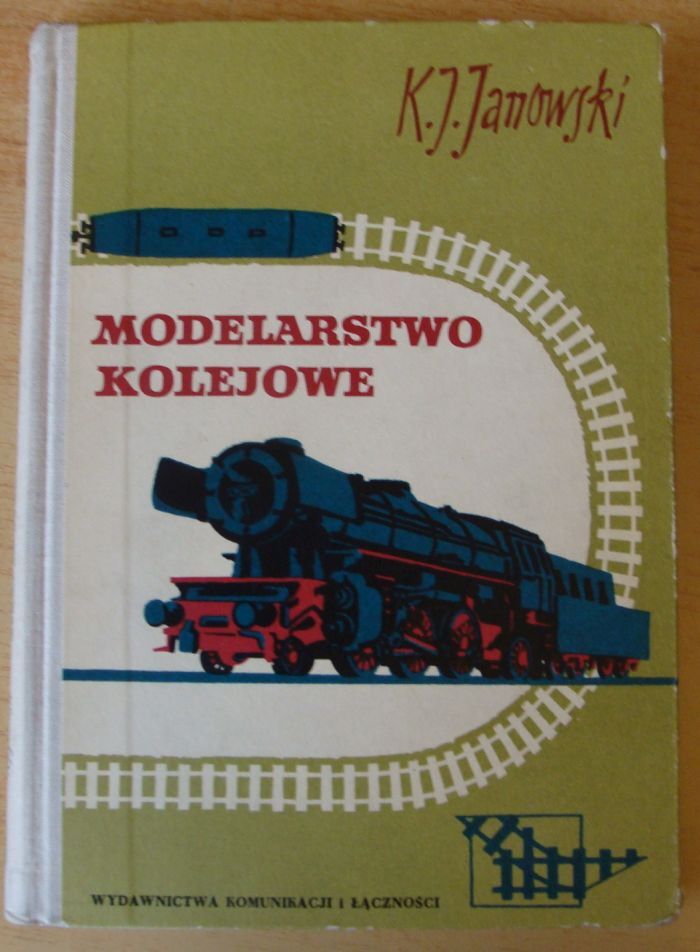 K.J.Janowski
MODELARSTWO
KOLEJOWE
WYDAWNICTWA KOMUNIKACJI i ŁĄCZNOŚCI